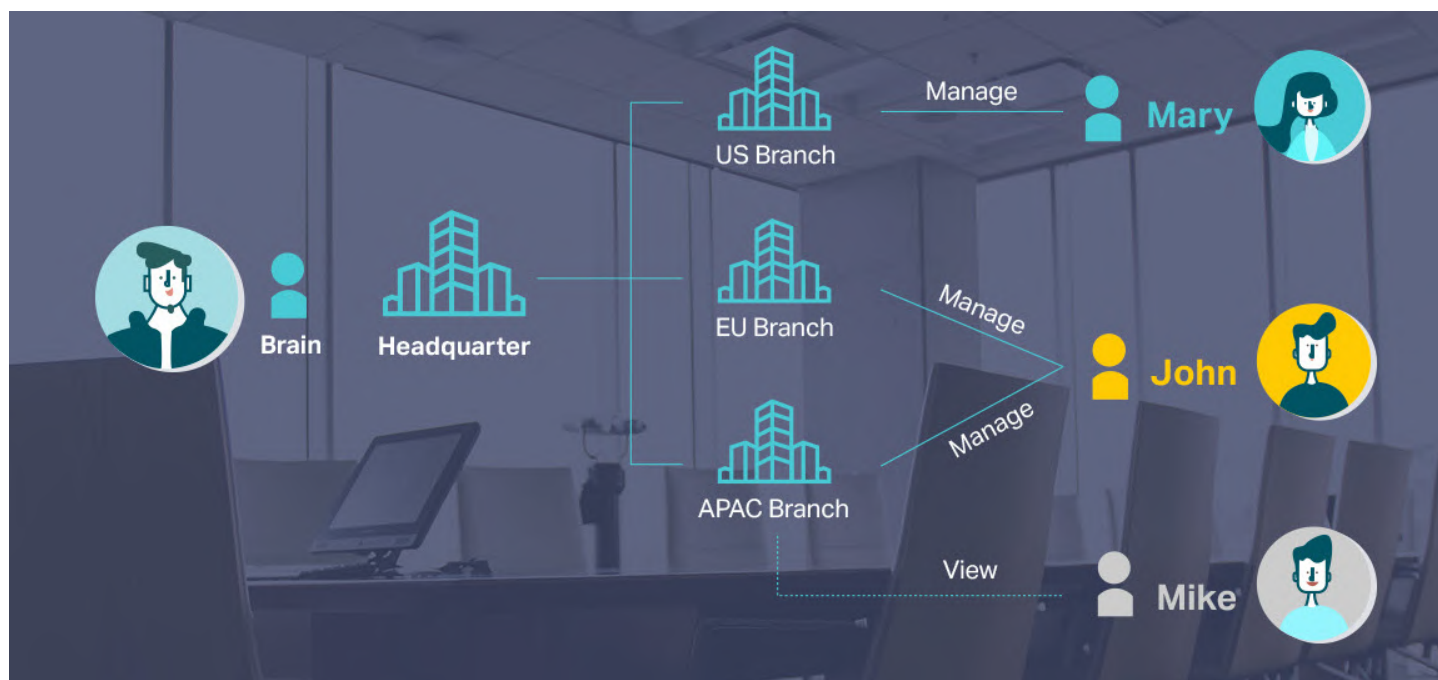 Manage
Mary
US Branch
Brain
Headquarter
EU Branch
Manage
John
Manage
APAC Branch
View
Mike